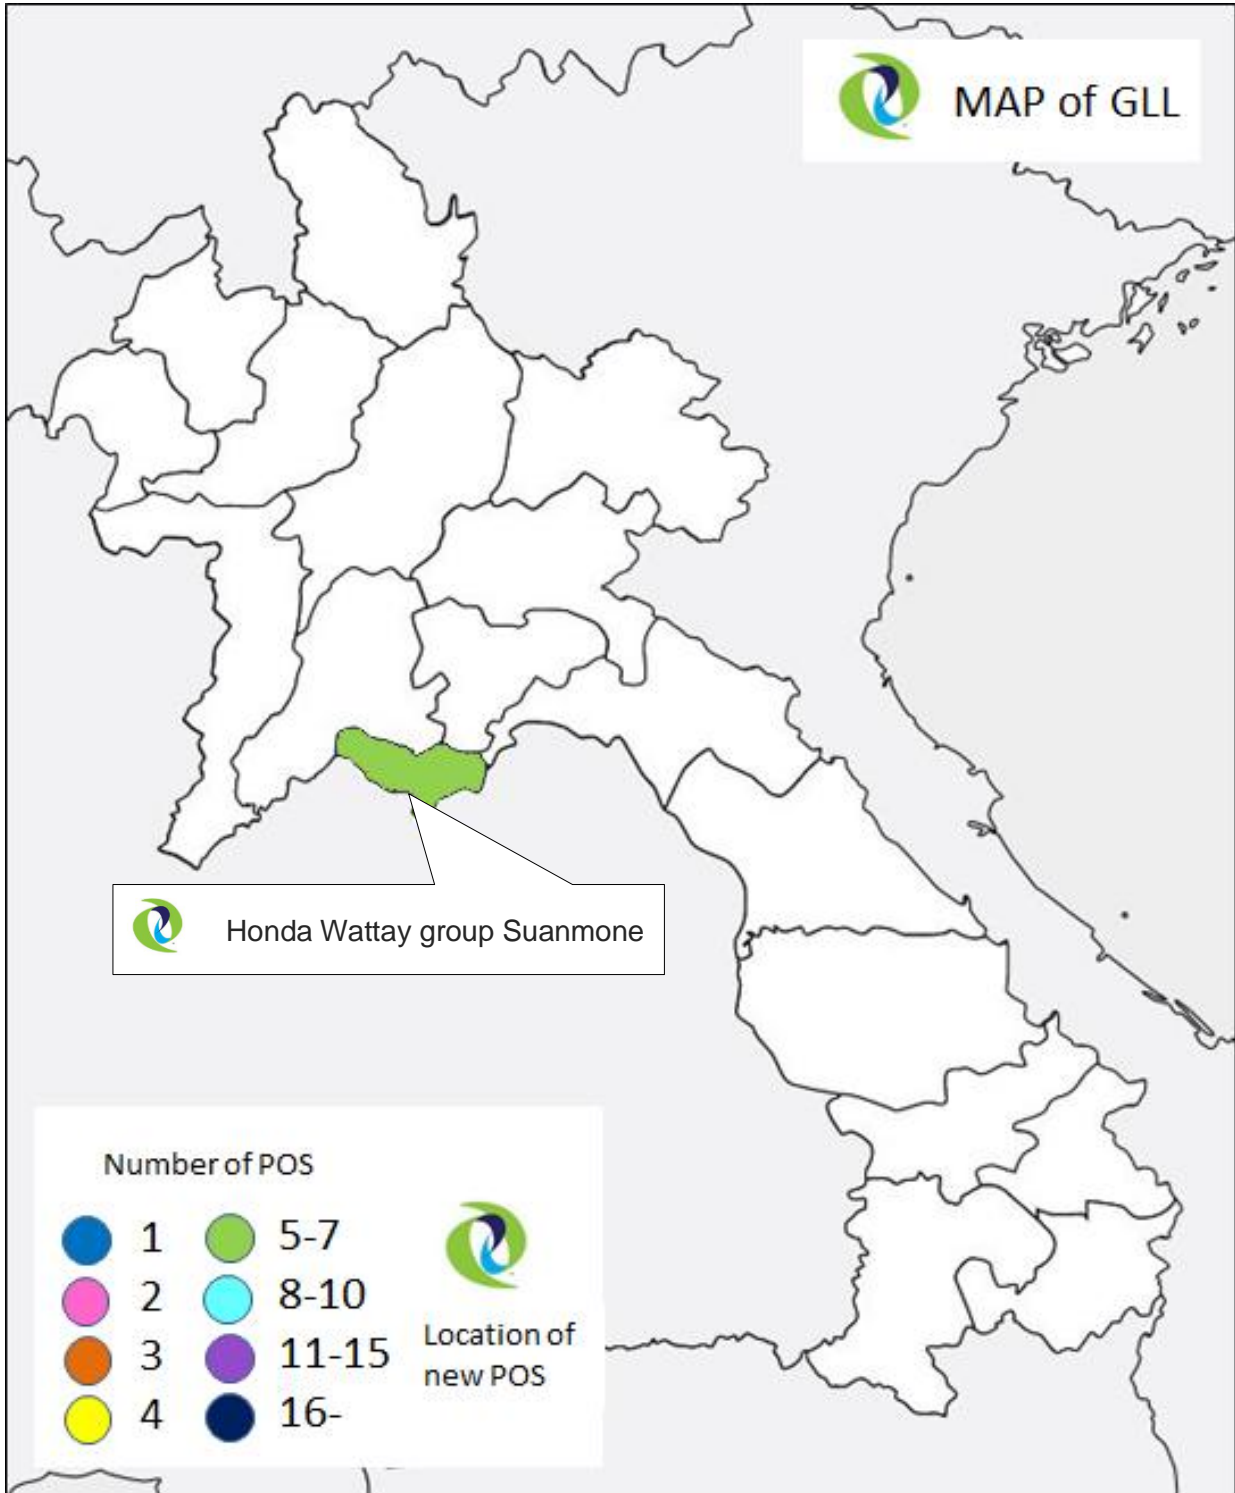 MAP of GLL
Honda Wattay group Suanmone
Number of POS
1
5-7
2
8-10
3
11-15
4
16-
Location of
new POS